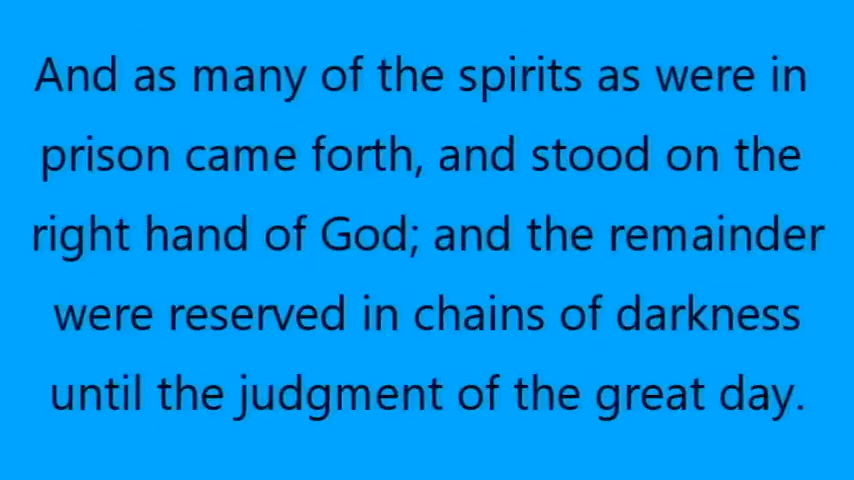 And as many of the spirits as were in
prison came forth, and stood on the
right hand of God; and the remainder
were reserved in chains of darkness
until the judgment of the great day.